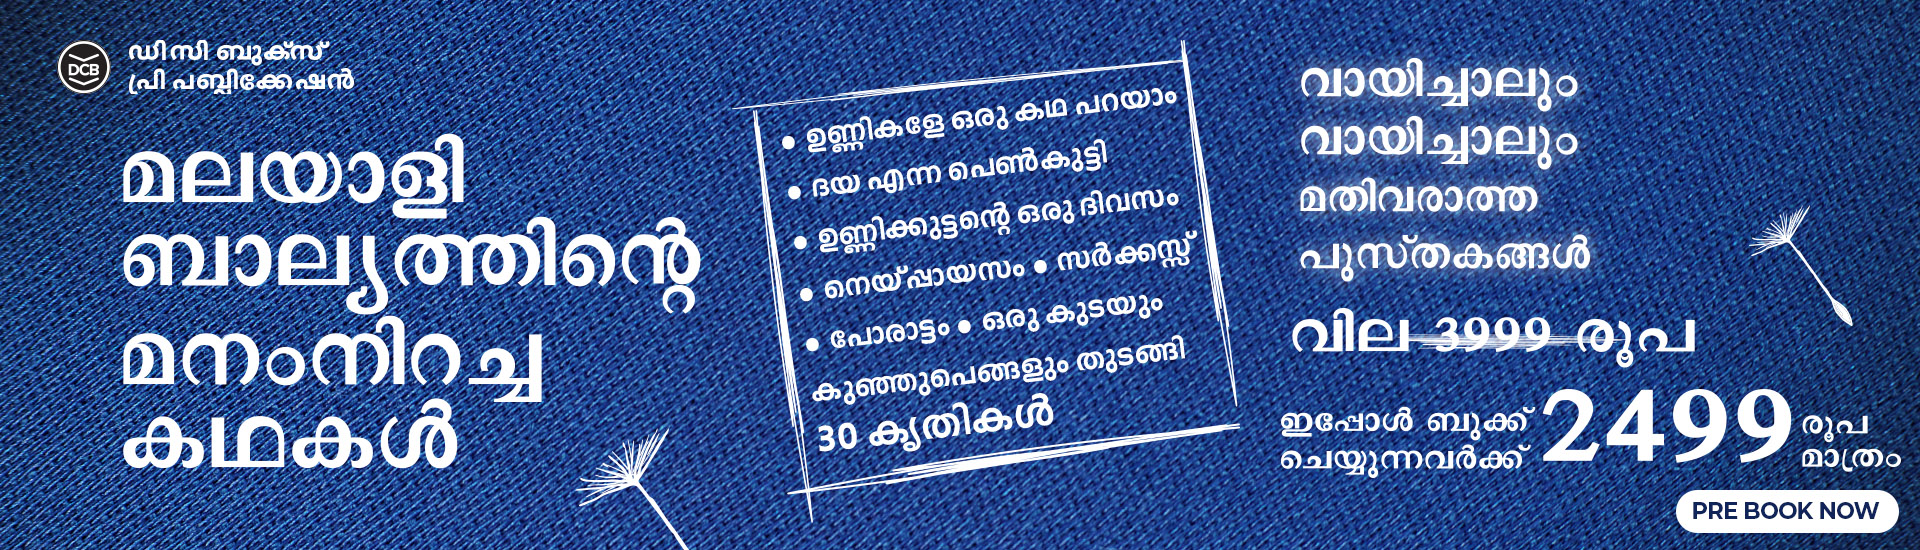 DCB
ഡിസി ബുക്സ്
പ്രി പബ്ലിക്കേഷൻ
മലയാളി
ബാല്യത്തിന്റെ
മനംനിറച്ച
കഥകൾ
• ഉണ്ണികളേ ഒരു കഥ പറയാം
• ദയ എന്ന പെൺകുട്ടി
• ഉണ്ണിക്കുട്ടന്റെ ഒരു ദിവസം
• നെയ്പ്പായസം • സർക്കസ്സ്
• പോരാട്ടം • ഒരു കുടയും
കുഞ്ഞുപെങ്ങളും തുടങ്ങി
30 കൃതികൾ
വായിച്ചാലും
വായിച്ചാലും
മതിവരാത്ത
പുസ്തകങ്ങൾ
വില 3999 രൂപ
ഇപ്പോൾ ബുക്ക്
ചെയ്യുന്നവർക്ക്
2499
രൂപ
മാത്രം
PRE BOOK NOW